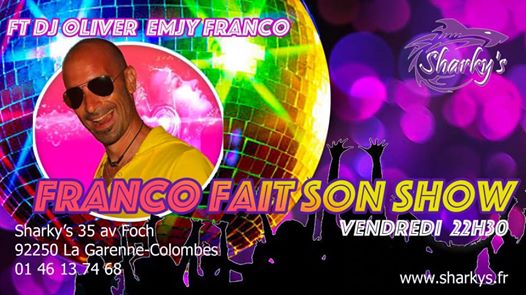 FT DJ OLIVER EMJY FRANCO
Sharky's
FRANCO FAIT SON SHOW
VENDREDI 22H30
Sharky's 35 av Foch
92250 La Garenne-Colombes
01 46 13 74 68
www.sharkys.fr